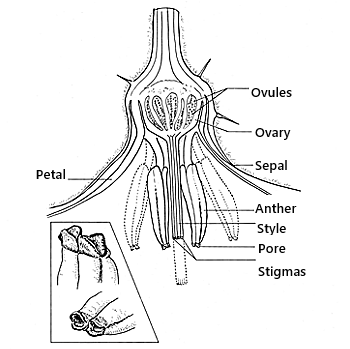 Ovules
Ovary
Sepal
Petal
Anther
Style
Pore
Stigmas